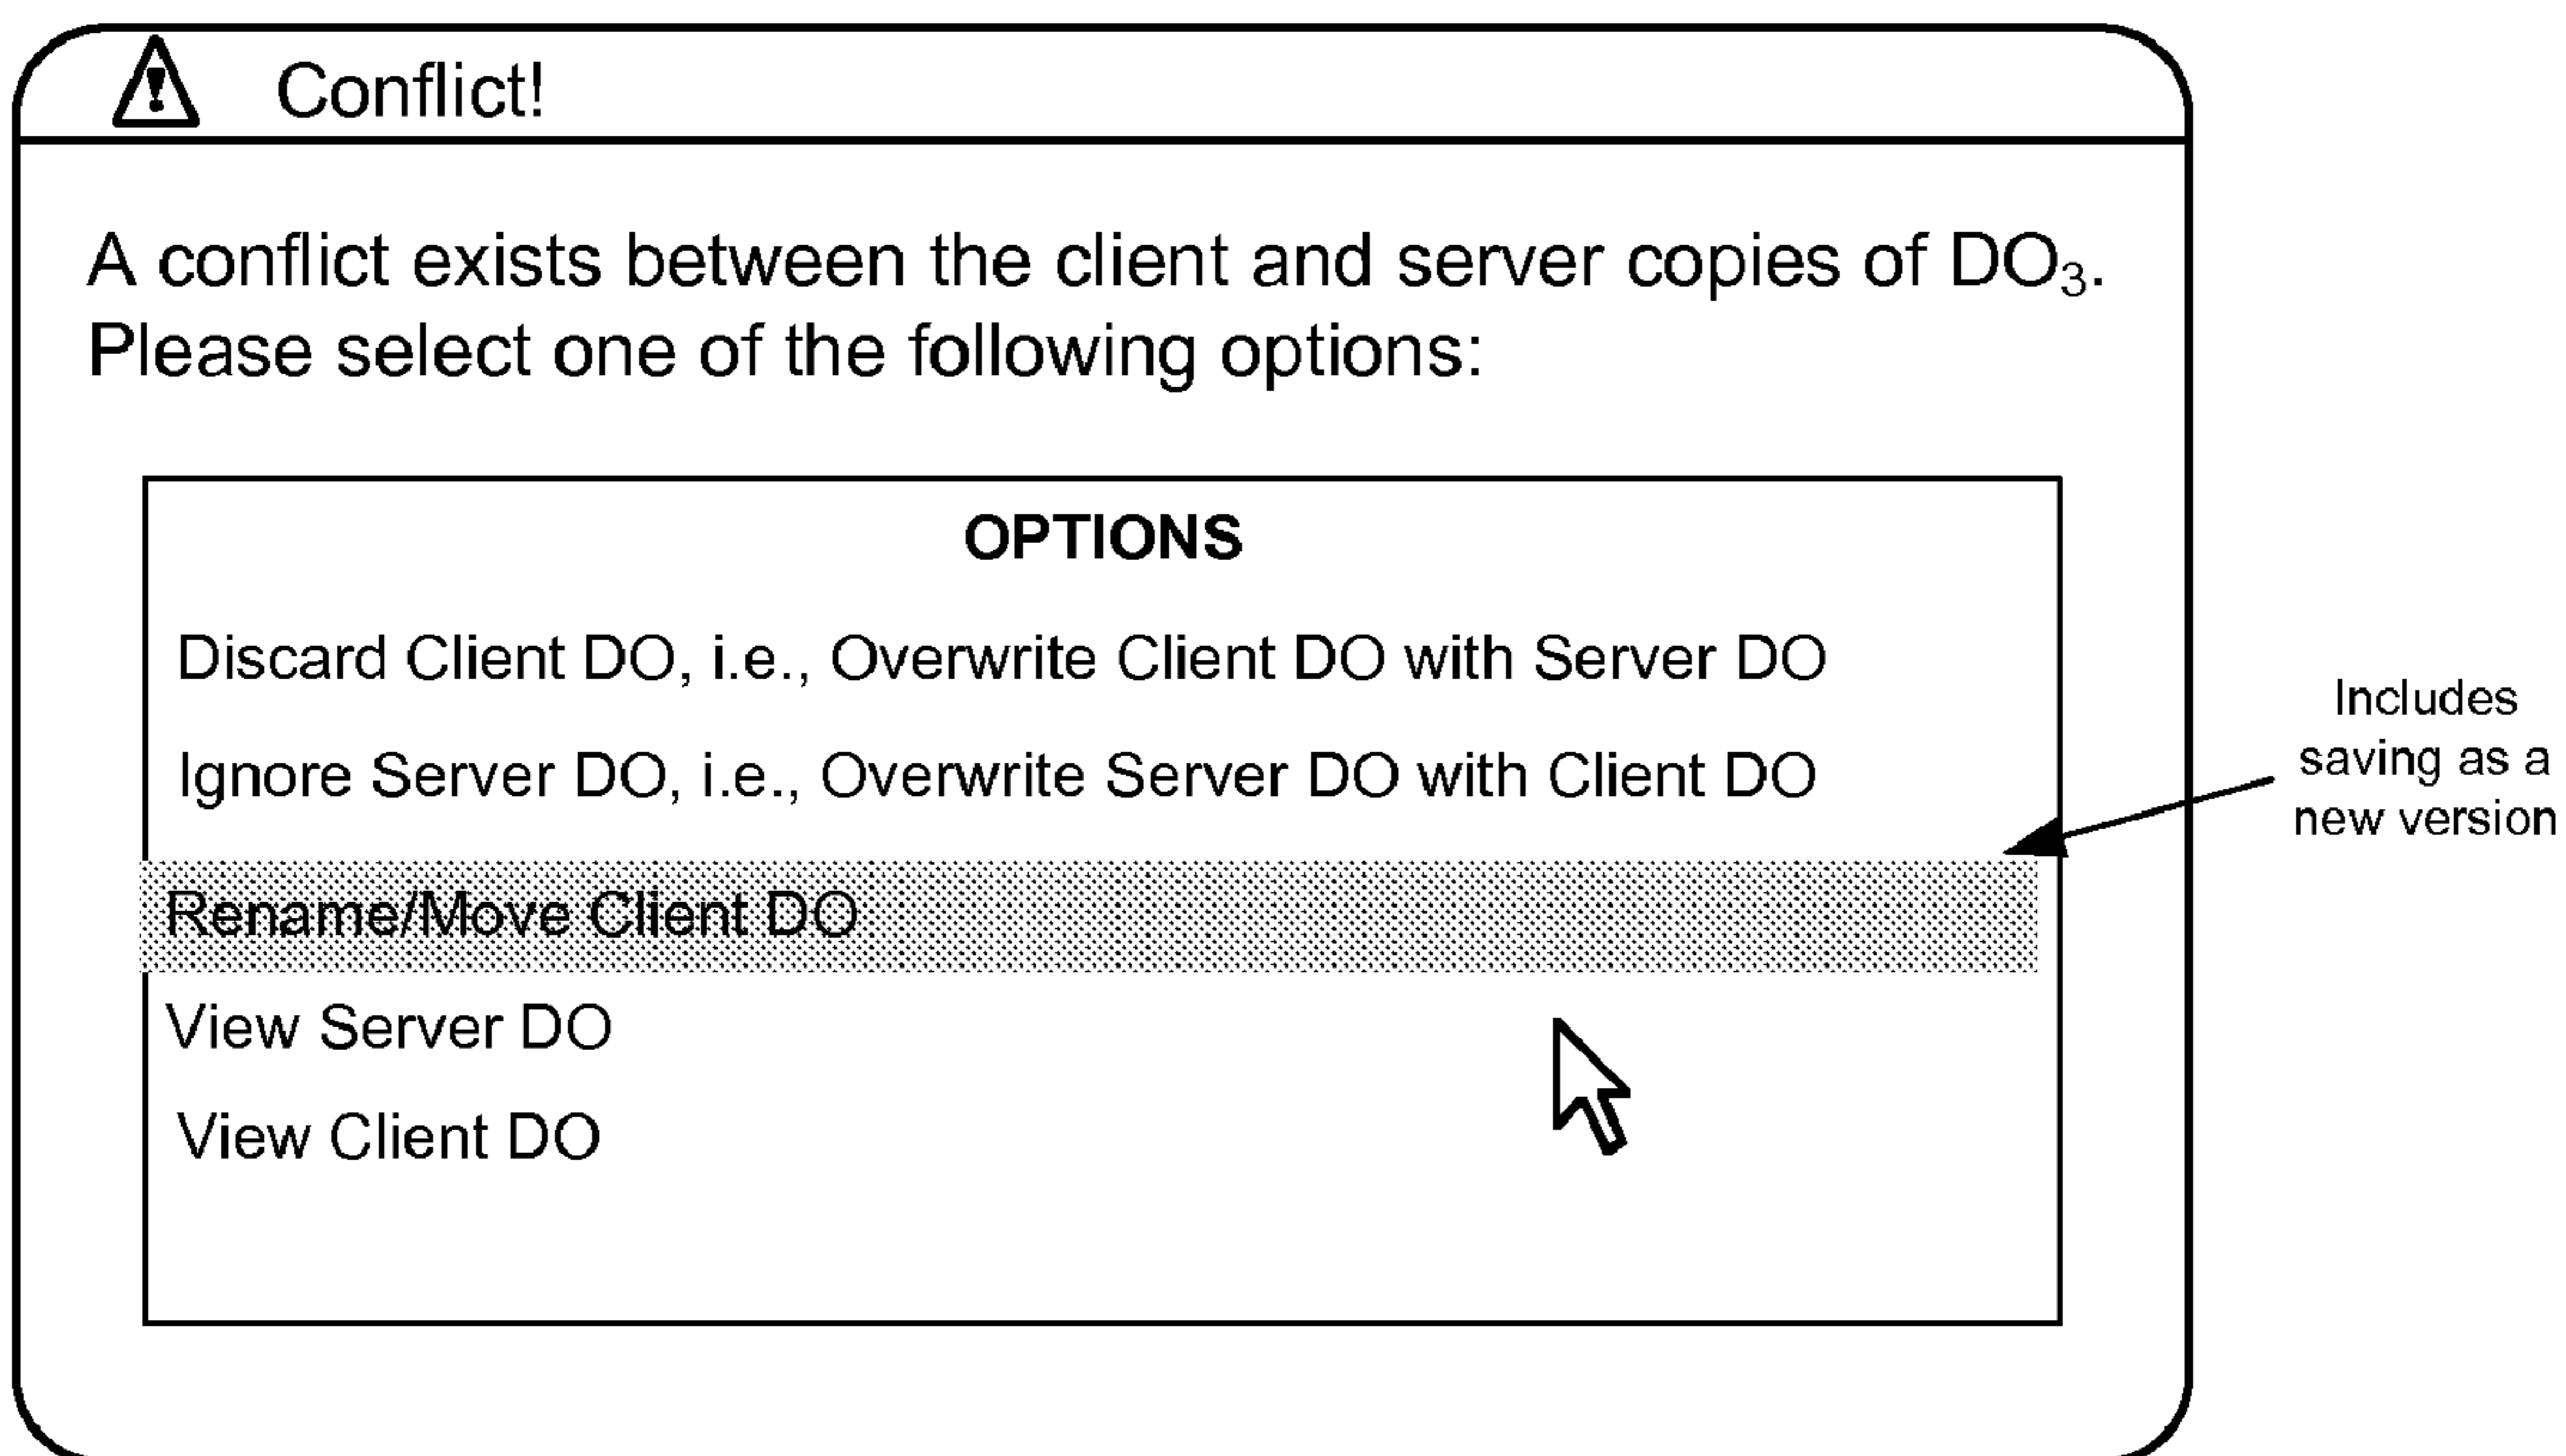 Conflict!
A conflict exists between the client and server copies of DO₃.
Please select one of the following options:
OPTIONS
Discard Client DO, i.e., Overwrite Client DO with Server DO
Ignore Server DO, i.e., Overwrite Server DO with Client DO
Rename/Move Client DO
View Server DO
View Client DO
Includes
saving as a
new version